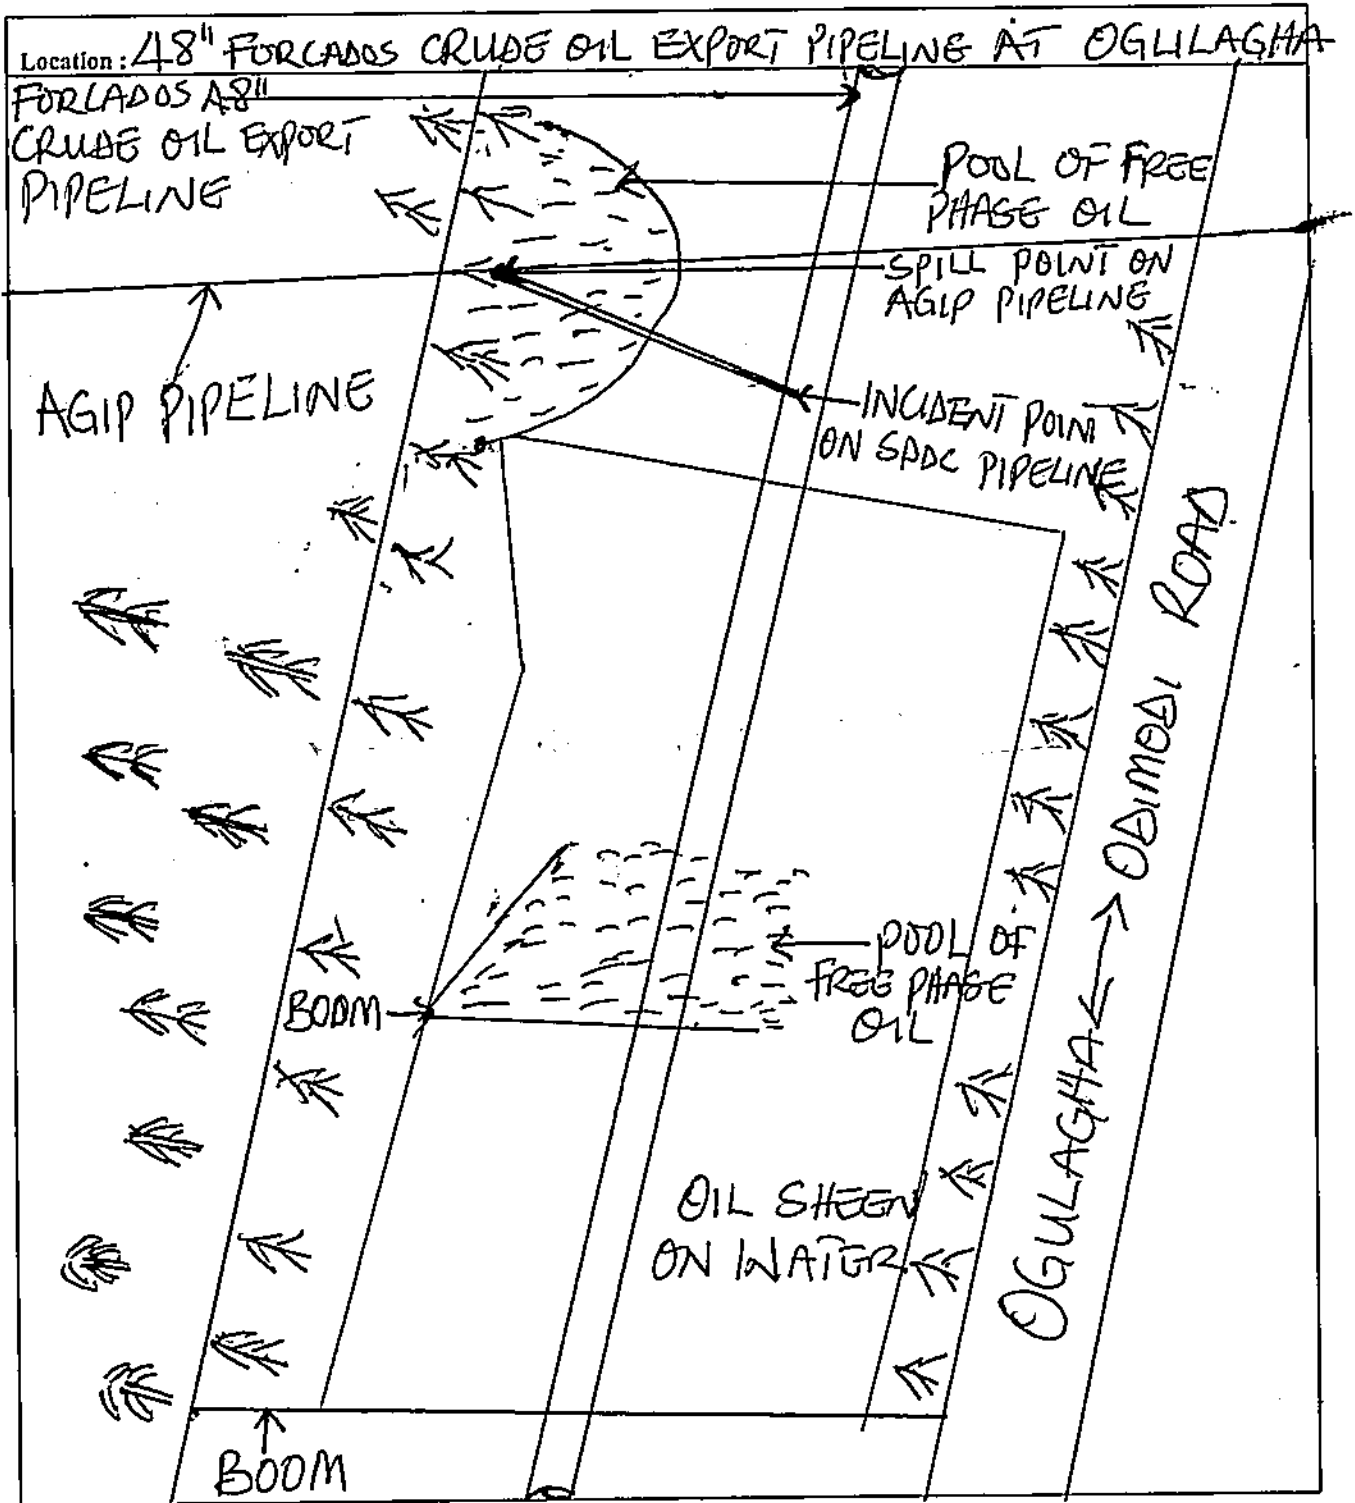 Location : 48" FORCADOS CRUDE OIL EXPORT PIPELINE AT OGULAGHA
FORCADOS 48"
CRUDE OIL EXPORT
PIPELINE
POOL OF FREE
PHASE OIL
SPILL POINT ON
AGIP PIPELINE
AGIP PIPELINE
INCIDENT POINT
ON SPDC PIPELINE
POOL OF
FREE PHASE
OIL
BOOM
OIL SHEEN
ON WATER
OGULAGHA ODIMODI ROAD
BOOM